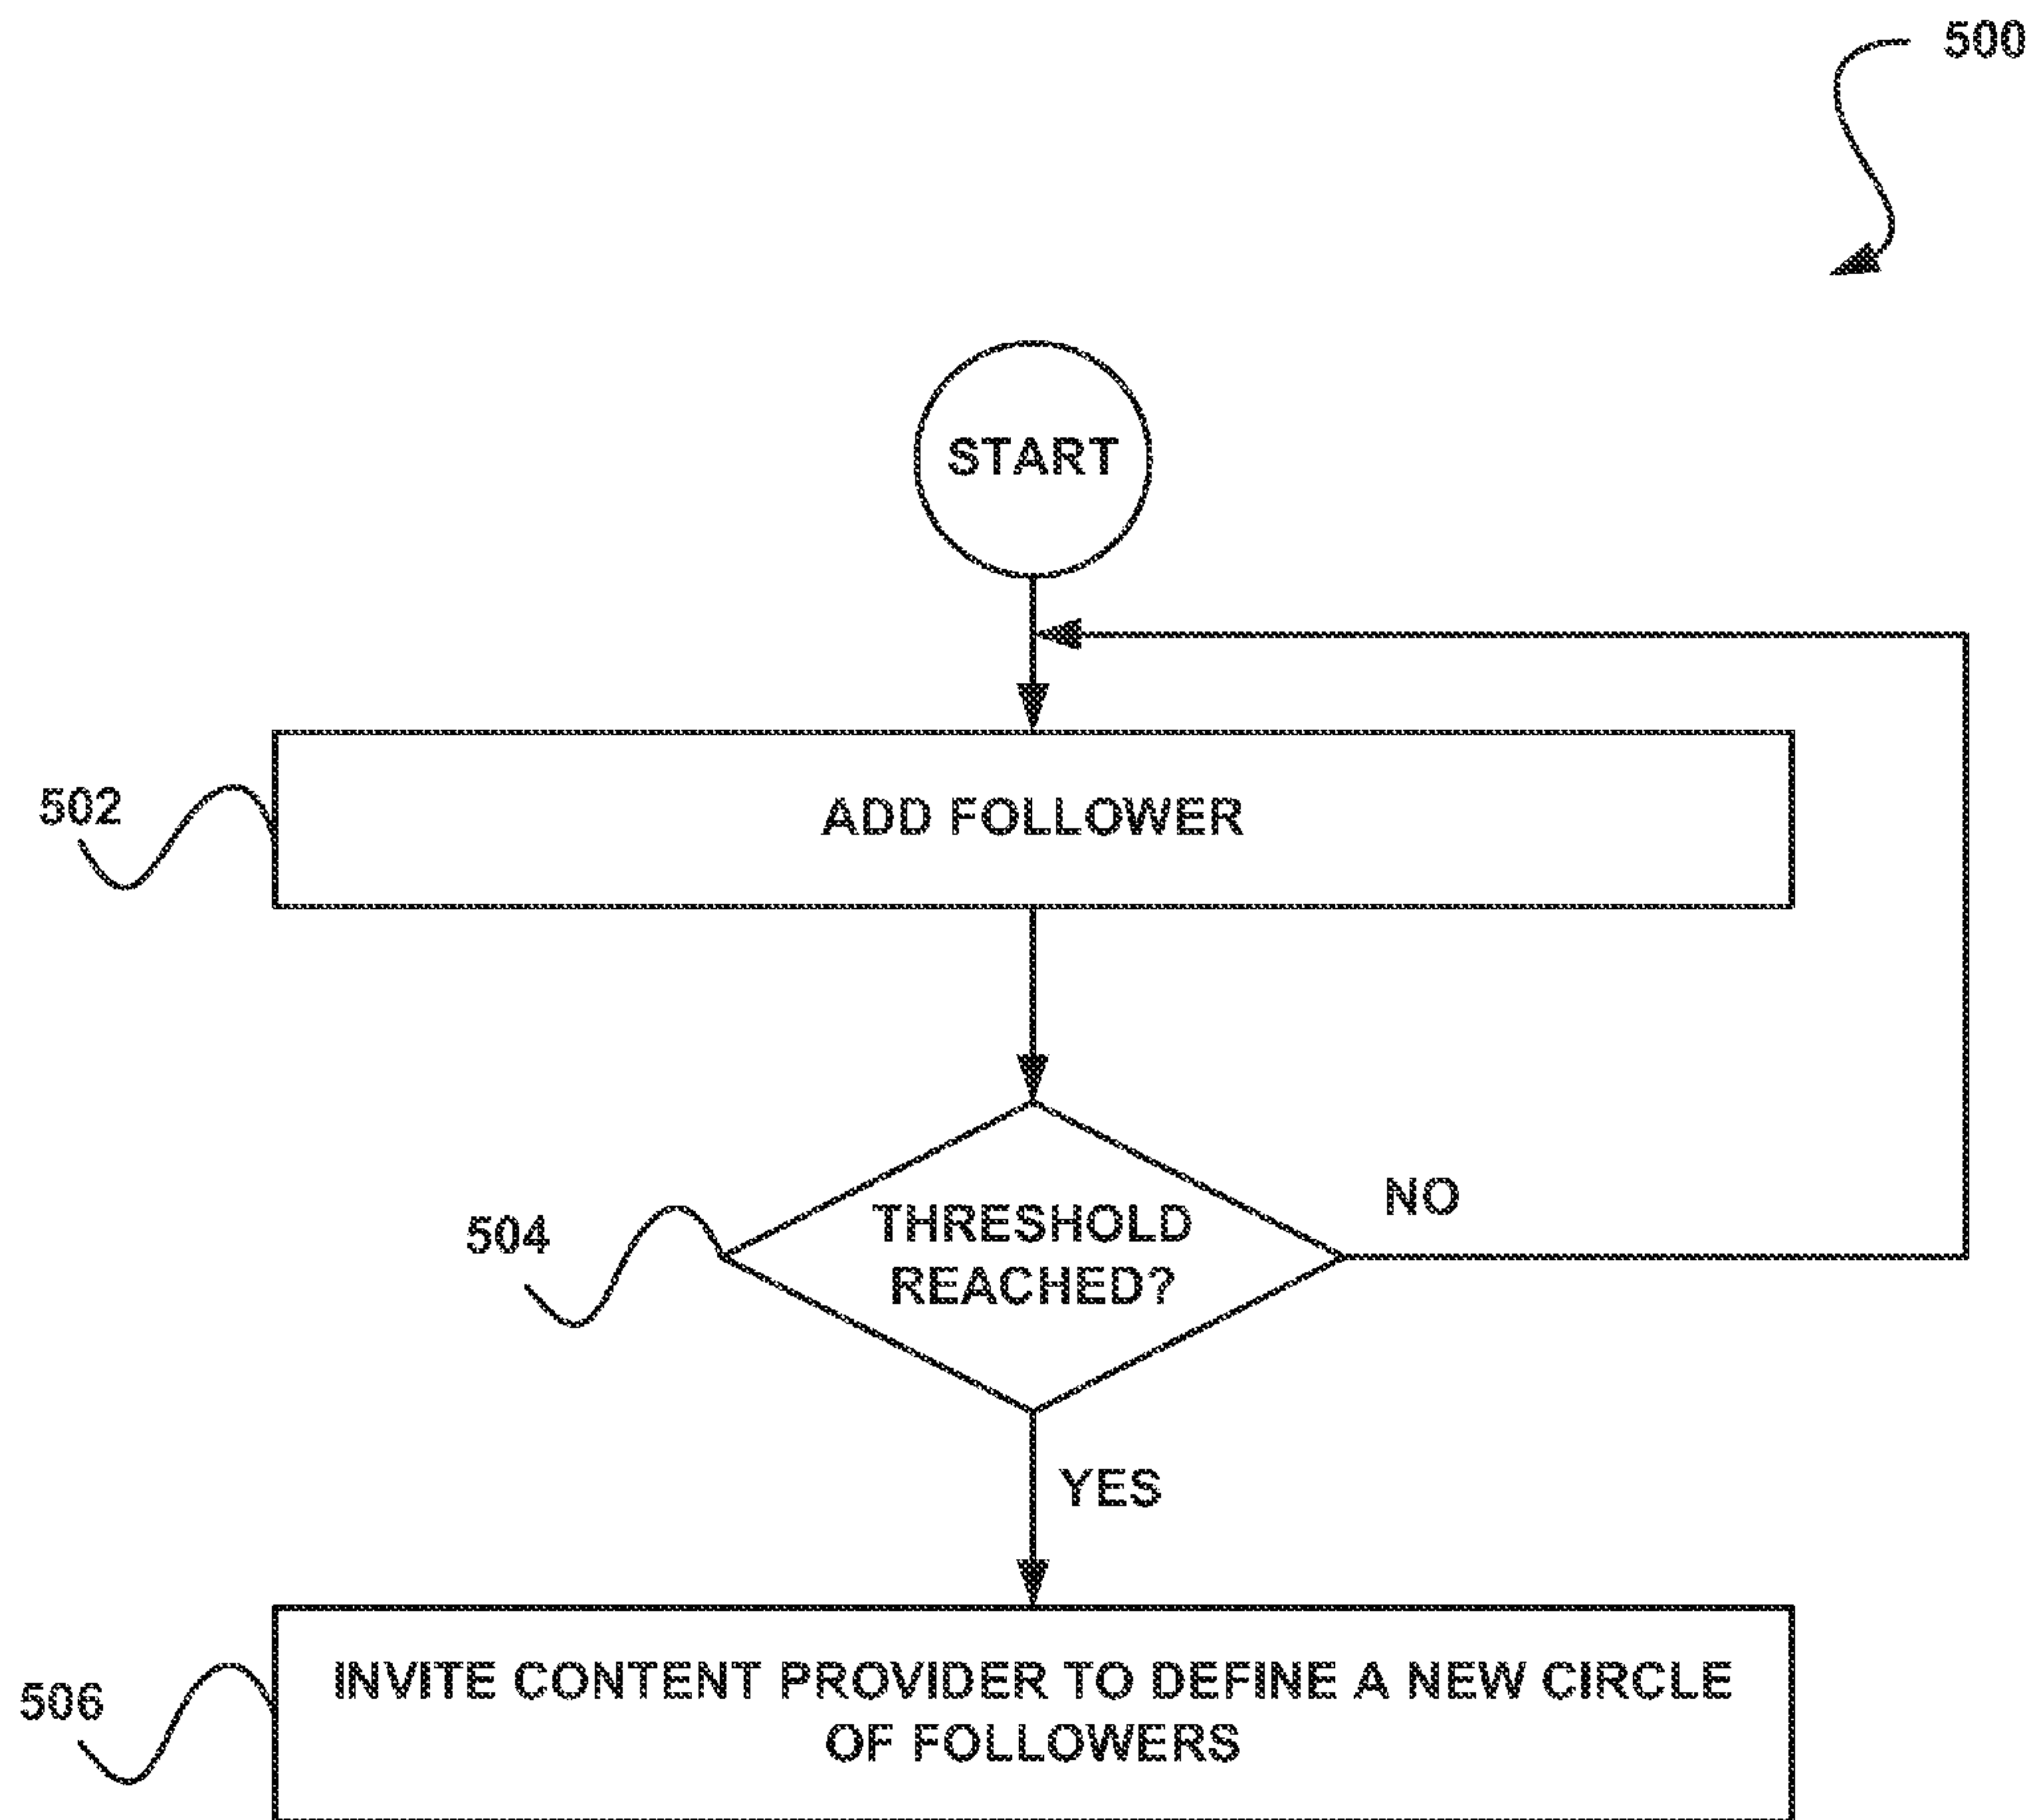 500
START
502
ADD FOLLOWER
504
THRESHOLD
REACHED?
NO
YES
506
INVITE CONTENT PROVIDER TO DEFINE A NEW CIRCLE
OF FOLLOWERS